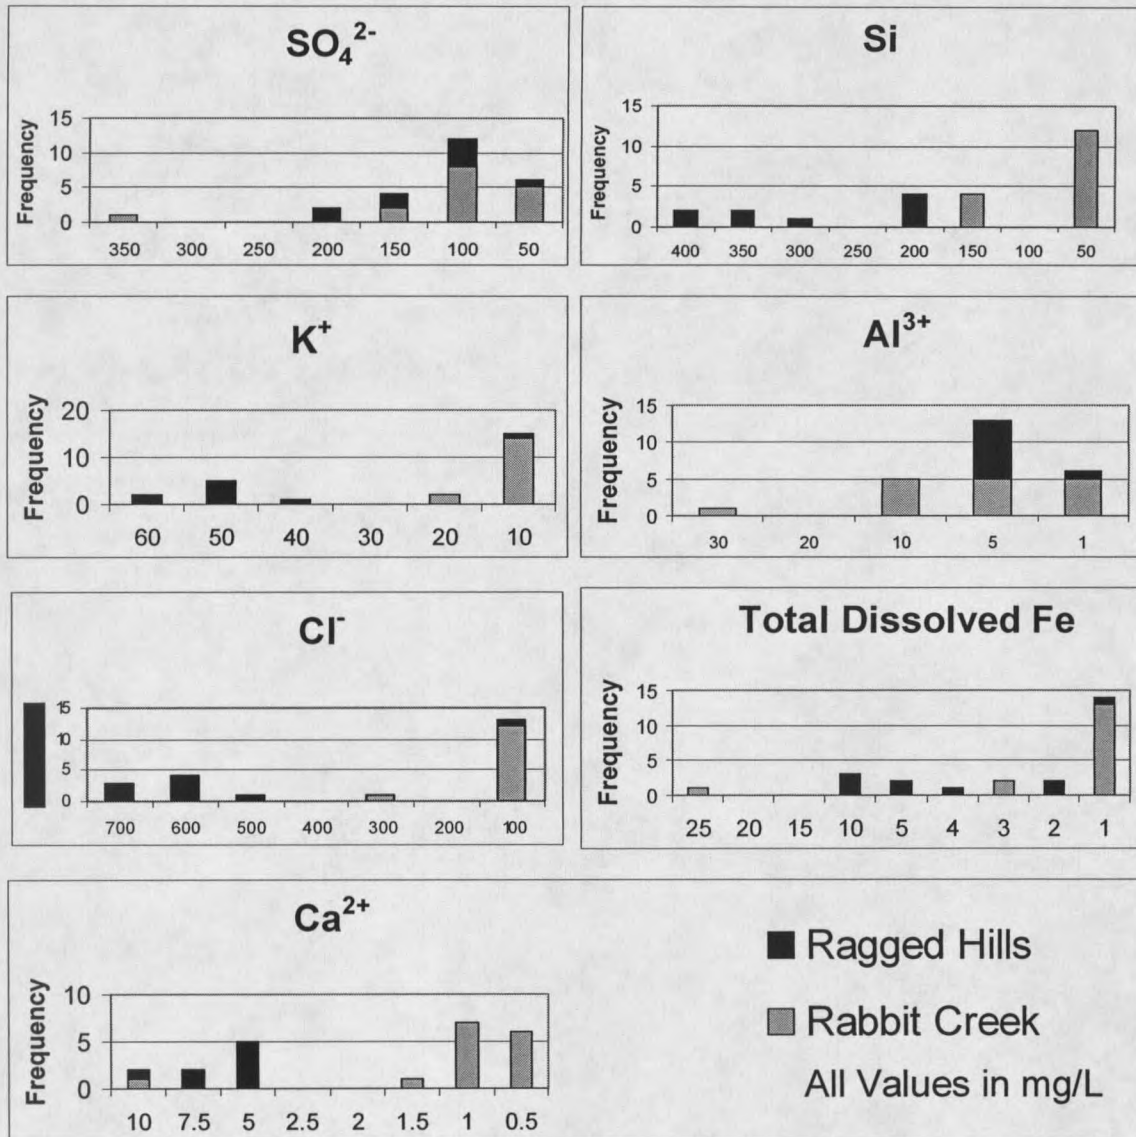 SO₄²⁻
Frequency
15
10
5
0
350 300 250 200 150 100 50
Si
Frequency
15
10
5
0
400 350 300 250 200 150 100 50
K⁺
Frequency
20
10
0
60 50 40 30 20 10
Al³⁺
Frequency
15
10
5
0
30 20 10 5 1
Cl⁻
15
10
5
0
700 600 500 400 300 200 100
Total Dissolved Fe
Frequency
15
10
5
0
25 20 15 10 5 4 3 2 1
Ca²⁺
Frequency
10
5
0
10 7.5 5 2.5 2 1.5 1 0.5
Ragged Hills
Rabbit Creek
All Values in mg/L